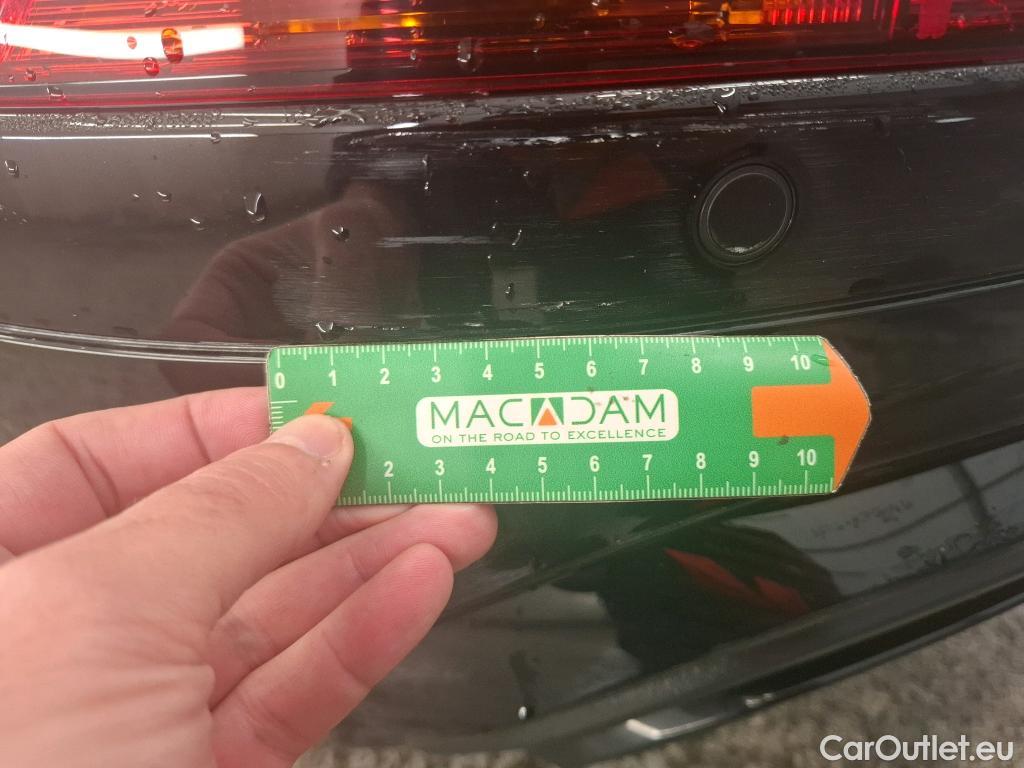 0 1 2 3 4 5 6 7 8 9 10
MACADAM
ON THE ROAD TO EXCELLENCE
2 3 4 5 6 7 8 9 10
CarOutlet.eu